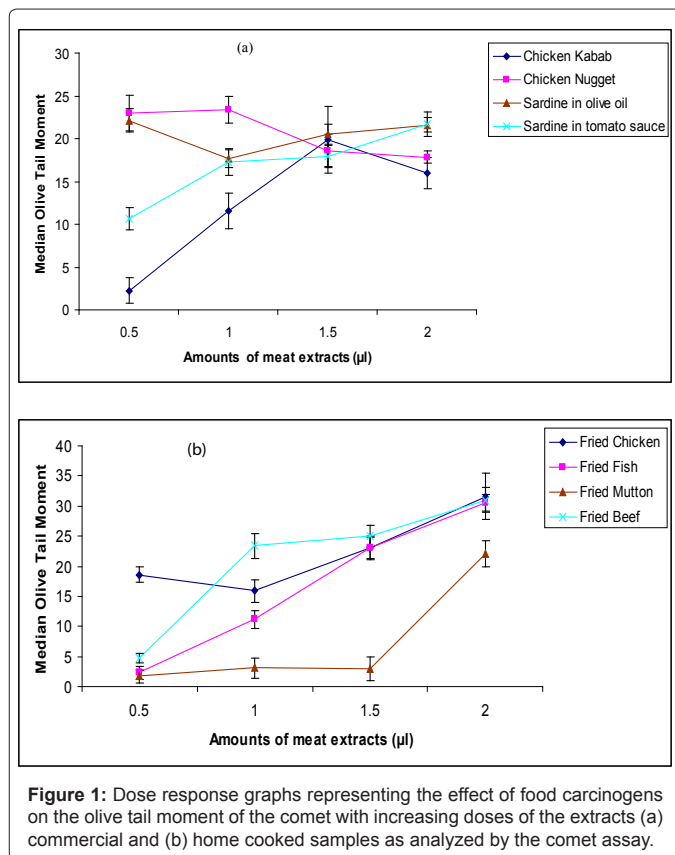 (a)
Chicken Kabab
Chicken Nugget
Sardine in olive oil
Sardine in tomato sauce
Median Olive Tail Moment
30
25
20
15
10
5
0
0.5 1 1.5 2
Amounts of meat extracts (µl)
(b)
Fried Chicken
Fried Fish
Fried Mutton
Fried Beef
Median Olive Tail Moment
40
35
30
25
20
15
10
5
0
0.5 1 1.5 2
Amounts of meat extracts (µl)
Figure 1: Dose response graphs representing the effect of food carcinogens
on the olive tail moment of the comet with increasing doses of the extracts (a)
commercial and (b) home cooked samples as analyzed by the comet assay.